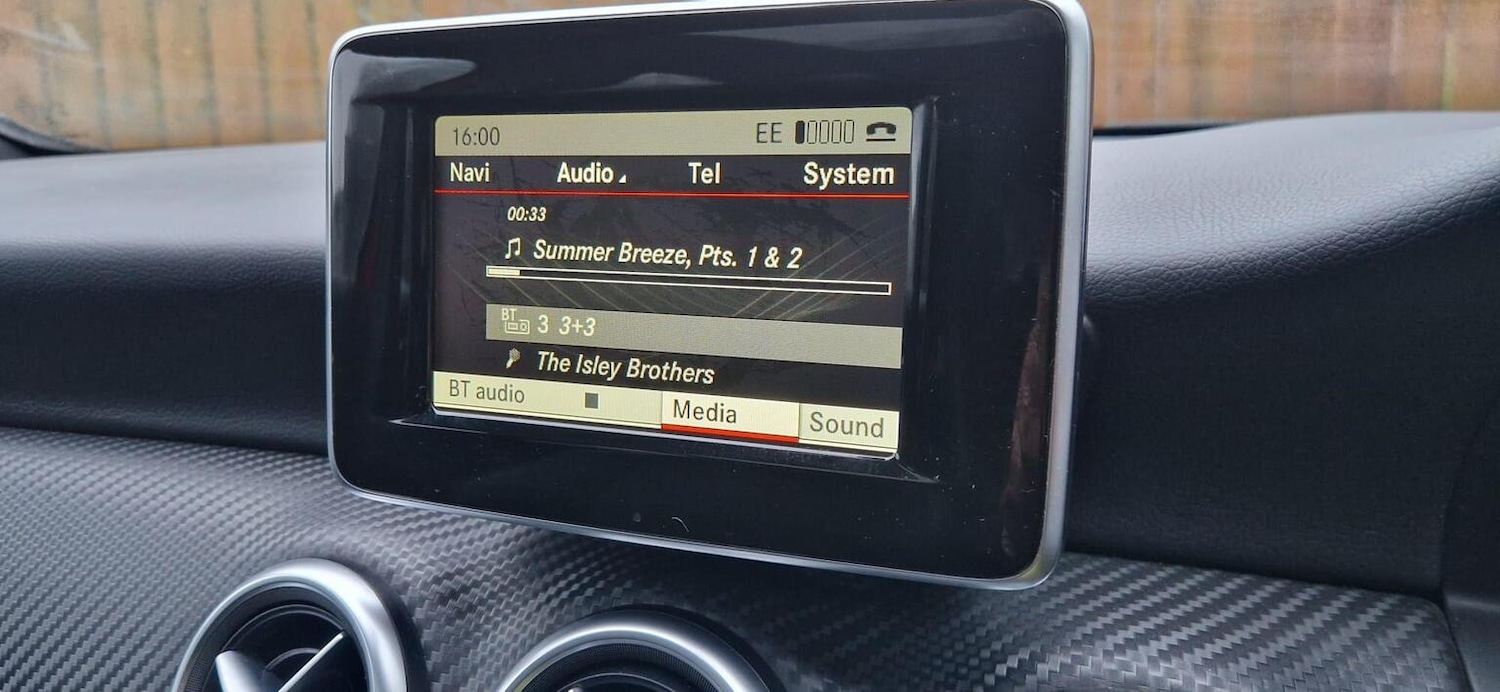 16:00 EE
Navi Audio Tel System
00:33
Summer Breeze, Pts. 1 & 2
BT 3 3+3
The Isley Brothers
BT audio Media Sound